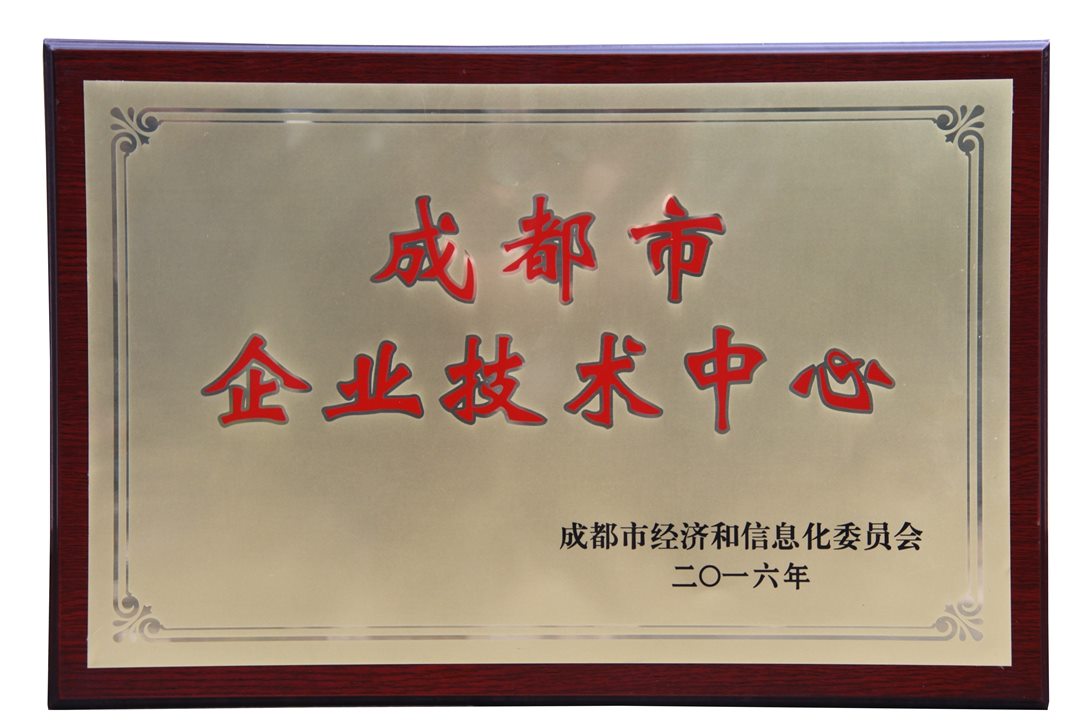 成都市
企业技术中心
成都市经济和信息化委员会
二〇一六年